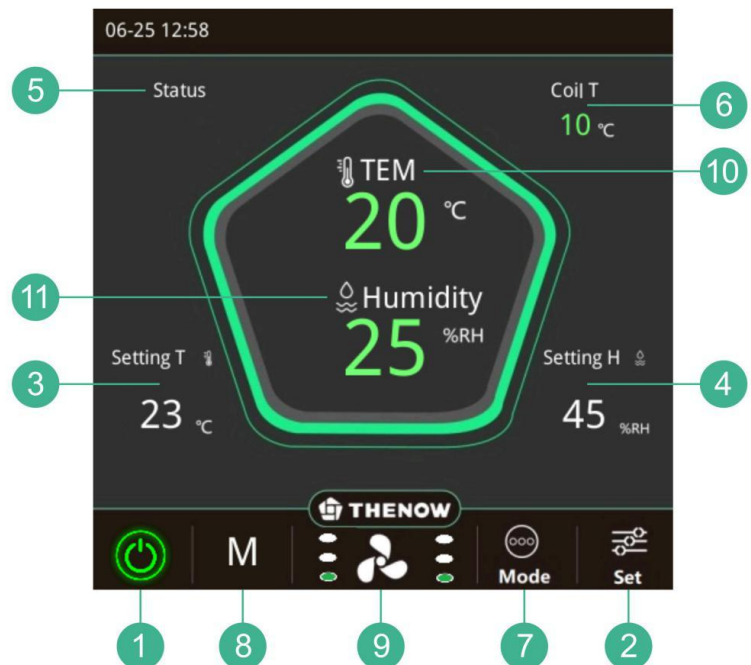 06-25 12:58
5
Status
Coil T
6
10 ℃
TEM
10
20 ℃
11
Humidity
25 %RH
Setting T
Setting H
3
4
23 ℃
45 %RH
THENOW
M
Mode
Set
1
8
9
7
2